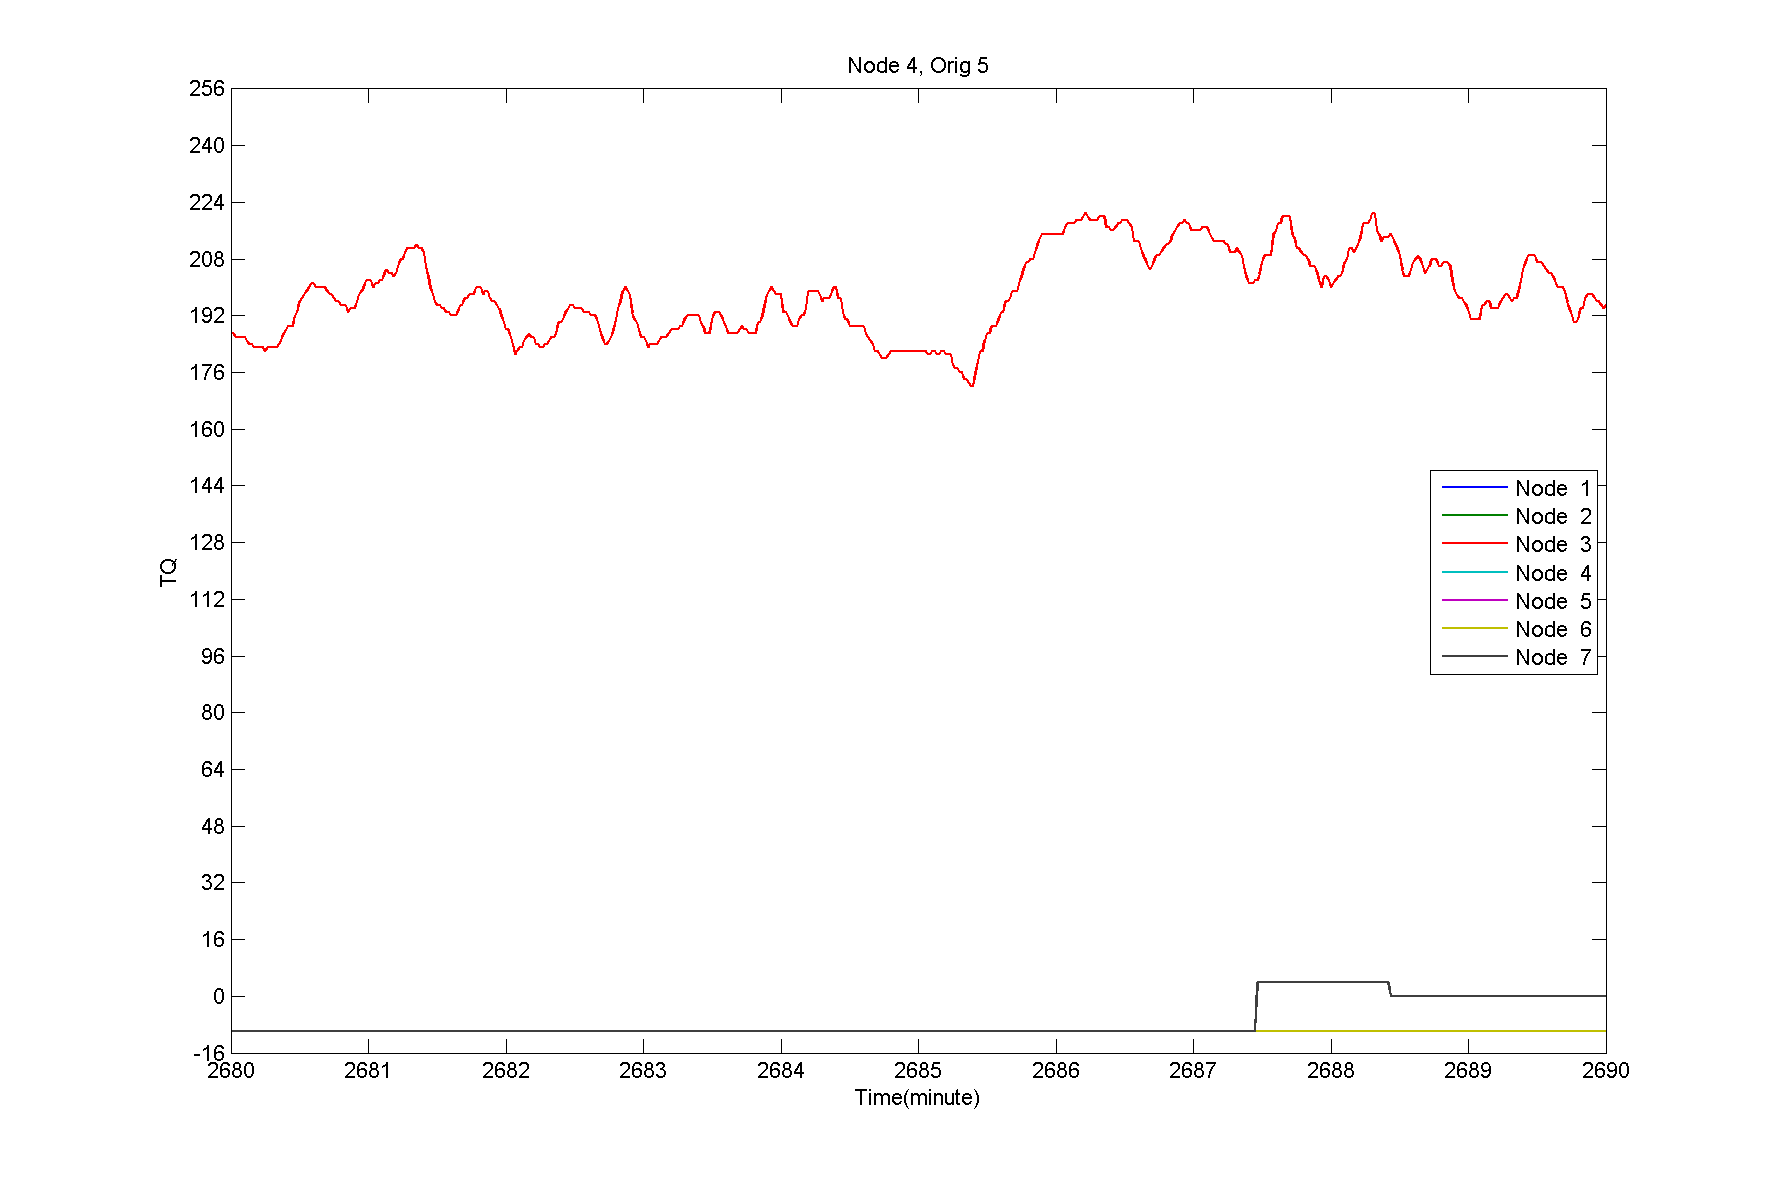 Node 4, Orig 5
256
240
224
208
192
176
160
144
128
112
96
80
64
48
32
16
0
-16
TQ
Node 1
Node 2
Node 3
Node 4
Node 5
Node 6
Node 7
2680 2681 2682 2683 2684 2685 2686 2687 2688 2689 2690
Time(minute)